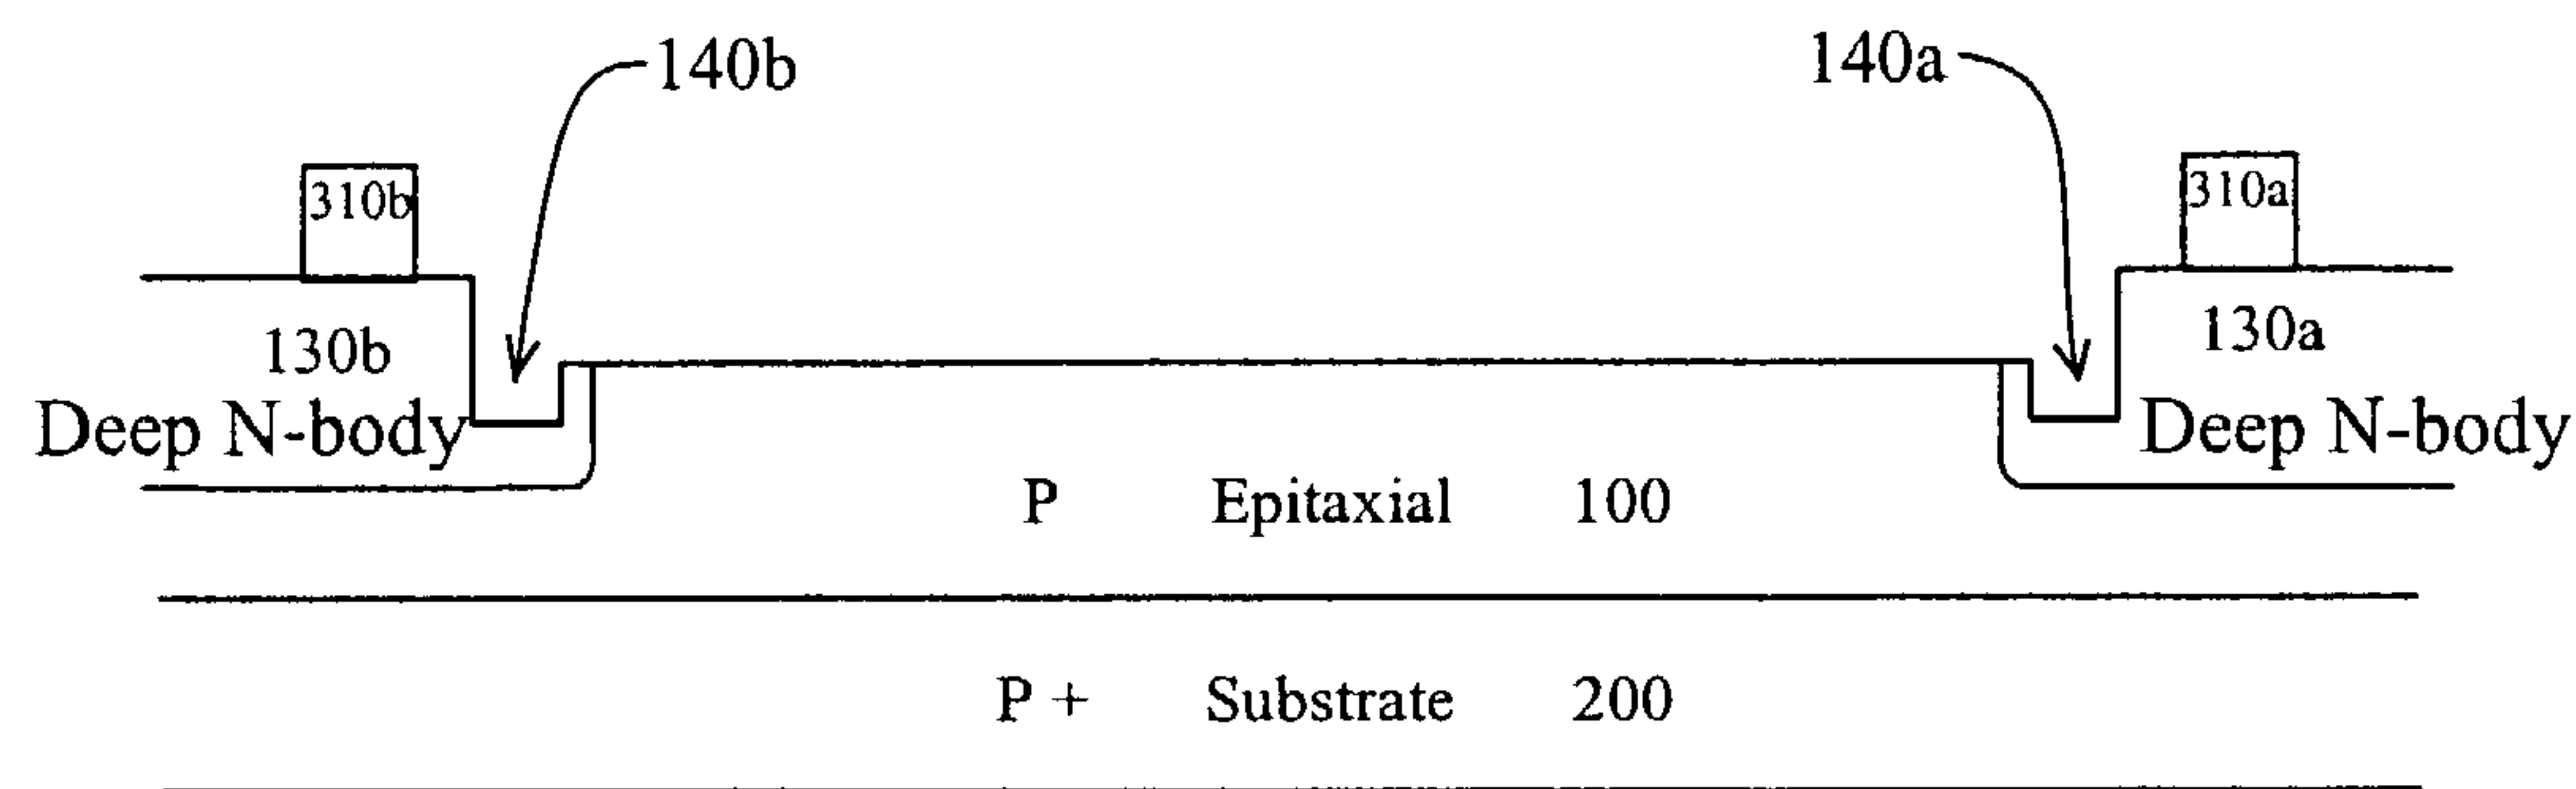 140b
140a
310b
310a
130b
130a
Deep N-body
Deep N-body
P Epitaxial 100
P + Substrate 200